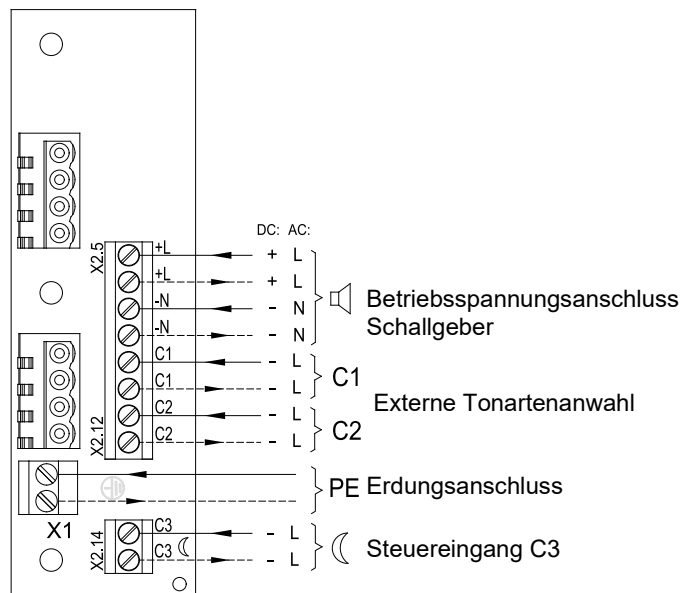 DC: AC:
X2.5
+L + L
+L + L
-N - N
-N - N
Betriebsspannungsanschluss
Schallgeber
C1 - L
C1 - L
C1
Externe Tonartenanwahl
C2 - L
C2 - L
C2
X2.12
PE Erdungsanschluss
X1
X2.14
C3 - L
C3 - L
Steuereingang C3